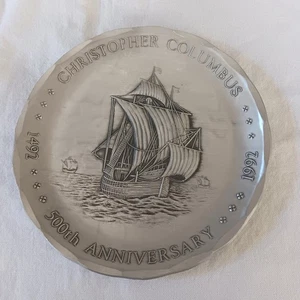 CHRISTOPHER COLUMBUS
1492
1992
500th ANNIVERSARY